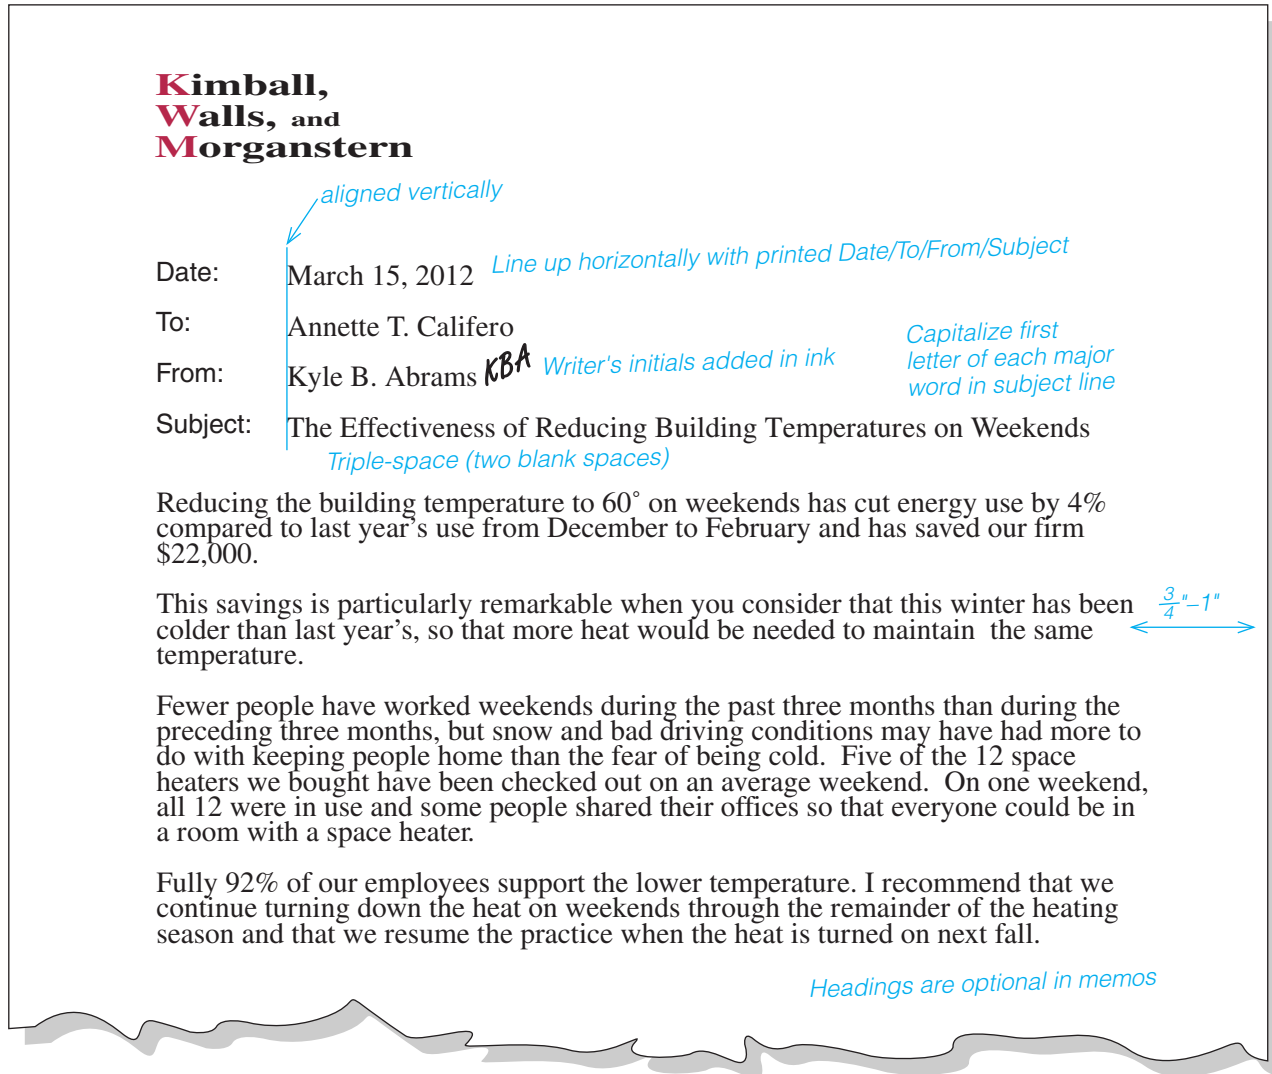 Kimball,
Walls, and
Morganstern
aligned vertically
Date: March 15, 2012 Line up horizontally with printed Date/To/From/Subject
To: Annette T. Califero
From: Kyle B. Abrams KBA Writer's initials added in ink
Capitalize first
letter of each major
word in subject line
Subject: The Effectiveness of Reducing Building Temperatures on Weekends
Triple-space (two blank spaces)
Reducing the building temperature to 60˚ on weekends has cut energy use by 4%
compared to last year’s use from December to February and has saved our firm
$22,000.
This savings is particularly remarkable when you consider that this winter has been
colder than last year’s, so that more heat would be needed to maintain  the same
temperature.
3/4"–1"
Fewer people have worked weekends during the past three months than during the
preceding three months, but snow and bad driving conditions may have had more to
do with keeping people home than the fear of being cold.  Five of the 12 space
heaters we bought have been checked out on an average weekend.  On one weekend,
all 12 were in use and some people shared their offices so that everyone could be in
a room with a space heater.
Fully 92% of our employees support the lower temperature. I recommend that we
continue turning down the heat on weekends through the remainder of the heating
season and that we resume the practice when the heat is turned on next fall.
Headings are optional in memos